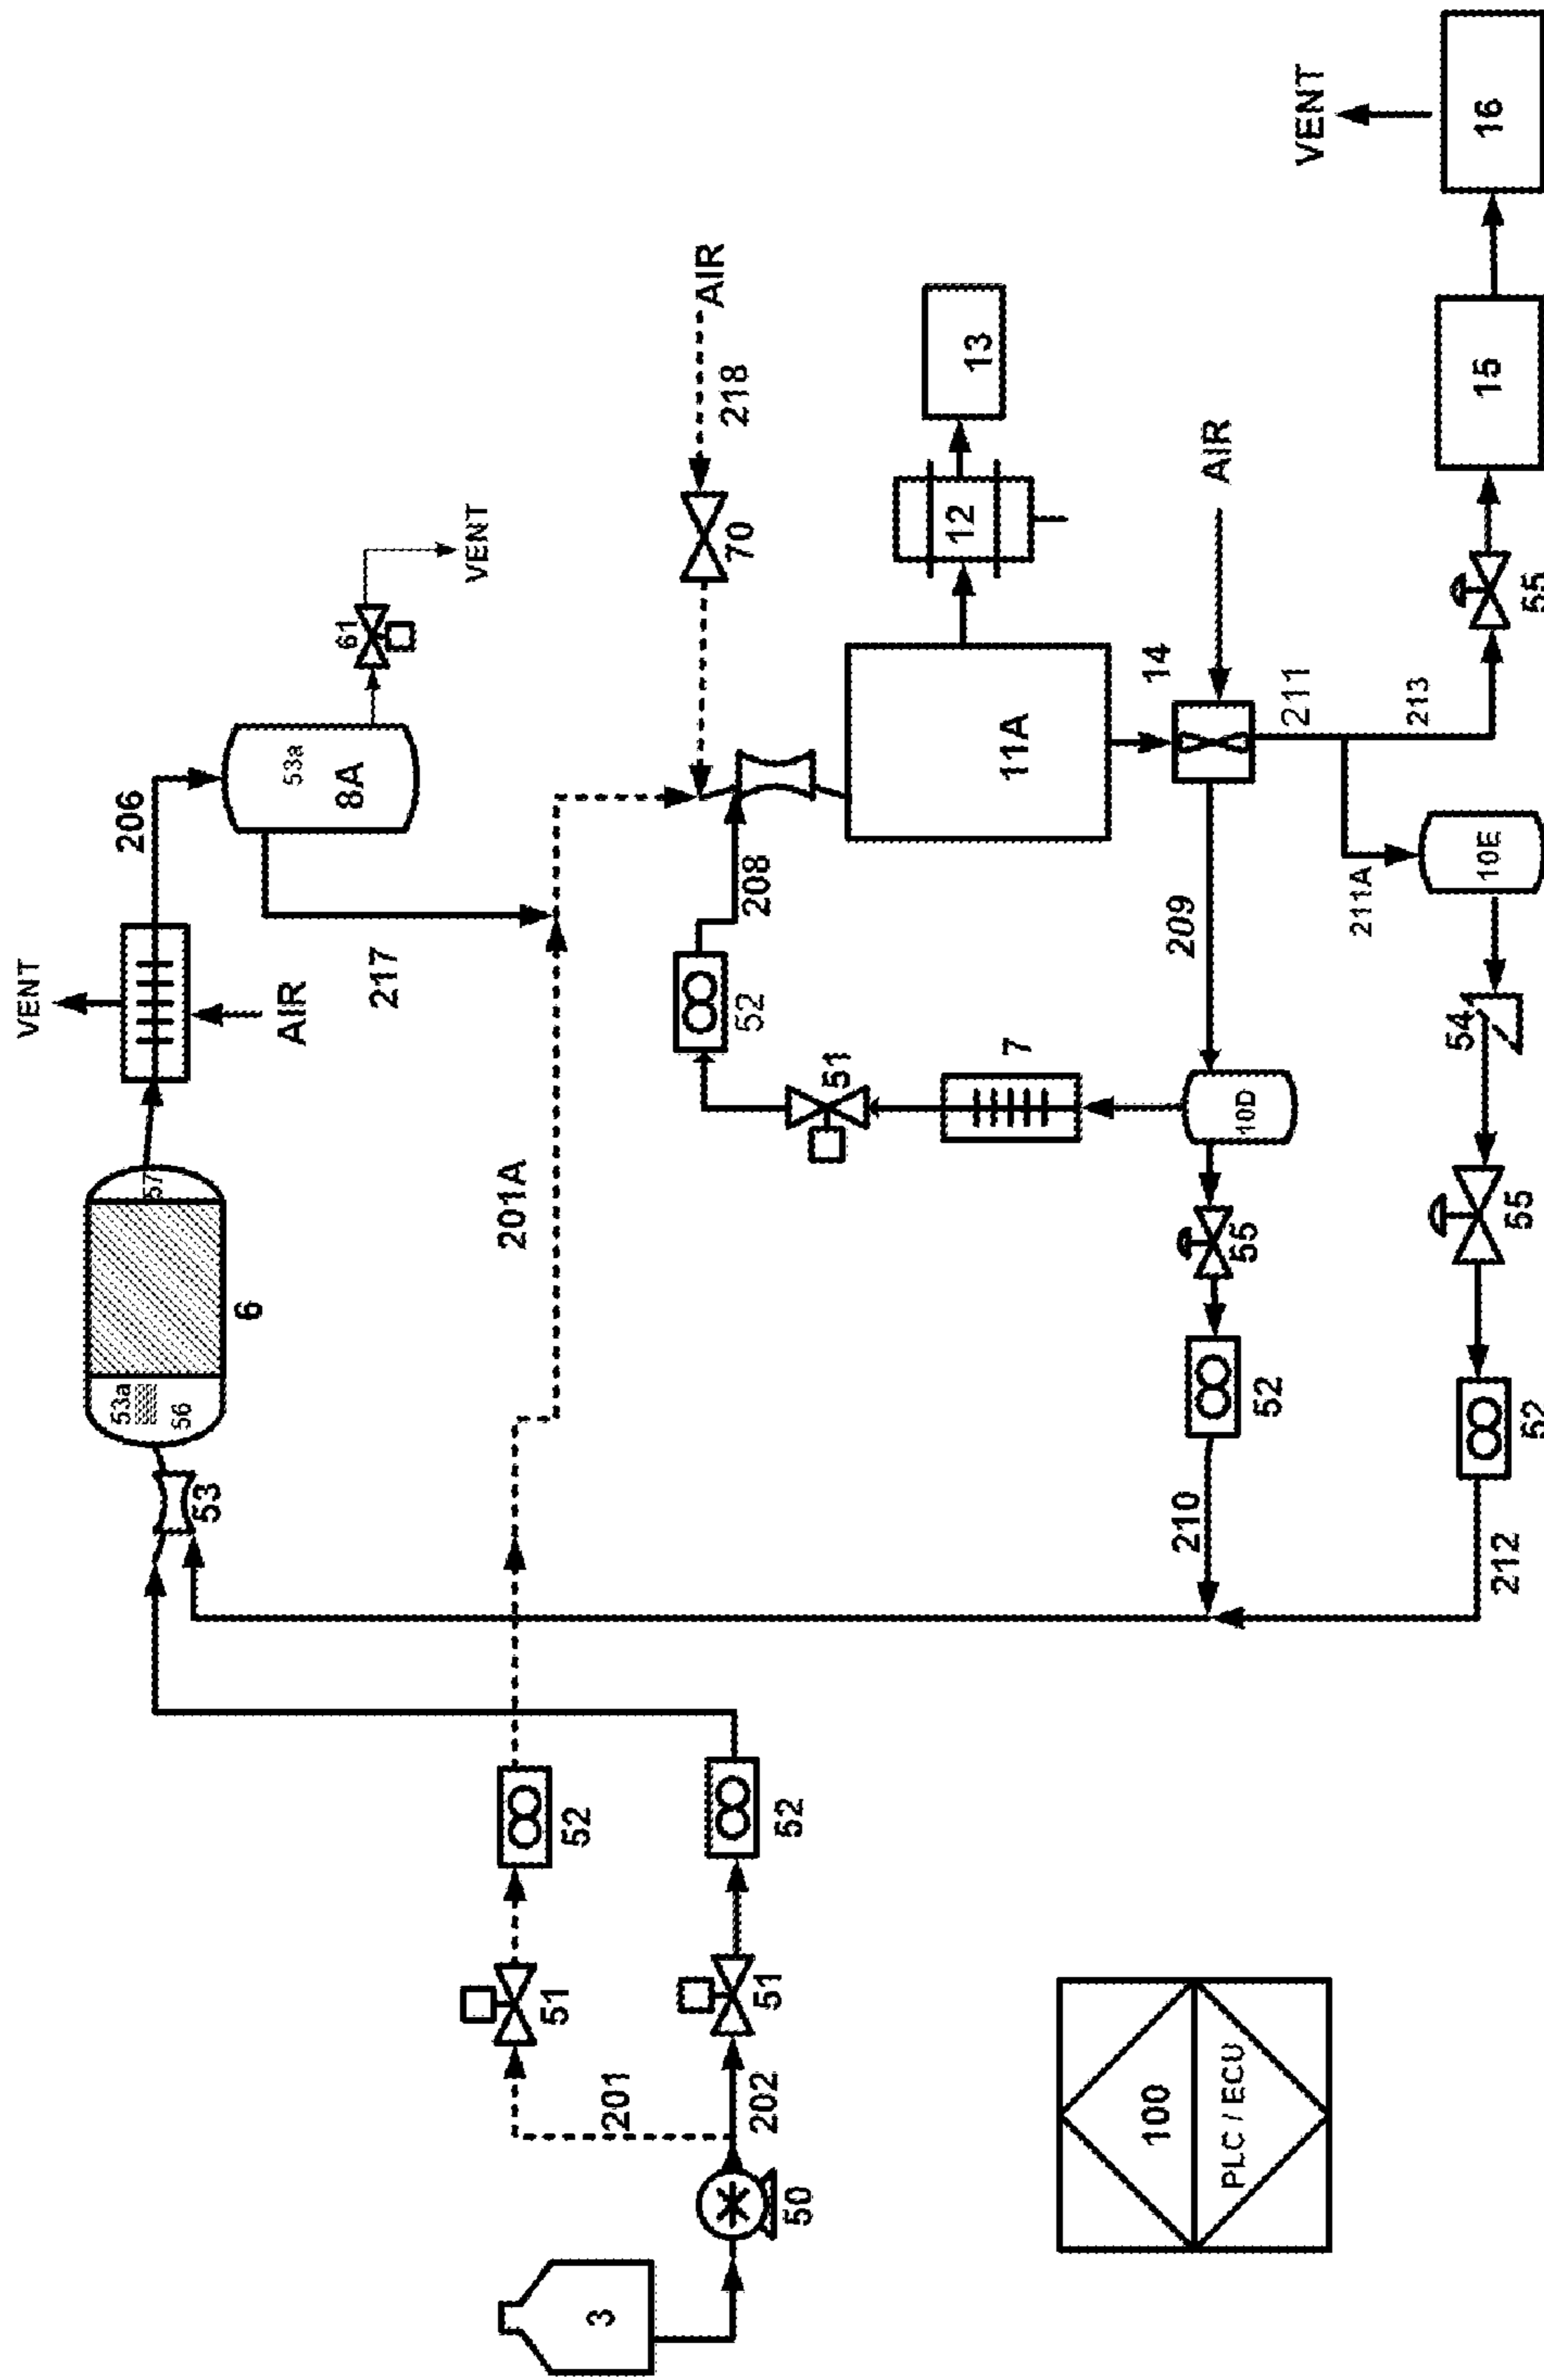 VENT
53a
206
57
56
53
6
AIR
53a
61
8A
217
VENT
201A
51
52
3
201
AIR
218
70
52
208
202
51
52
50
51
12
13
7
11A
100
14
209
210
10D
AIR
PLC / ECU
55
52
211
VENT
211A
213
54
10E
16
15
55
212
52
55